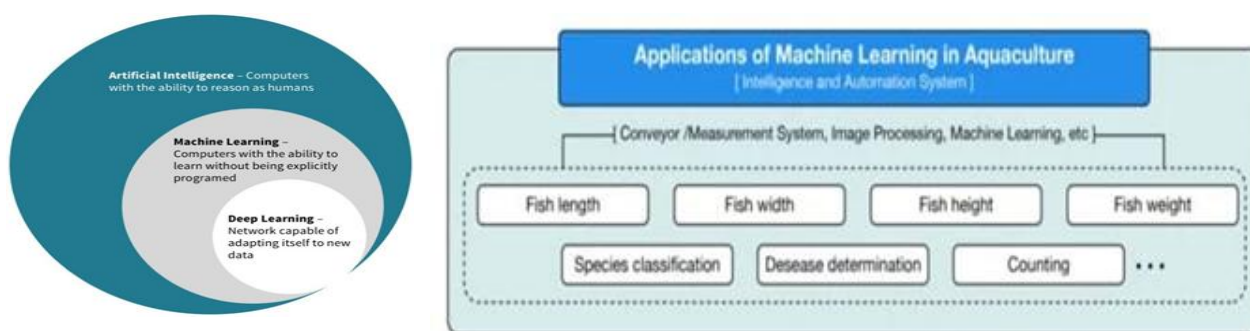 Artificial Intelligence – Computers
with the ability to reason as humans
Machine Learning –
Computers with the ability to
learn without being explicitly
programed
Deep Learning –
Network capable of
adapting itself to new
data
Applications of Machine Learning in Aquaculture
[ Intelligence and Automation System ]
[ Conveyor /Measurement System, Image Processing, Machine Learning, etc ]
Fish length Fish width Fish height Fish weight
Species classification Desease determination Counting •••